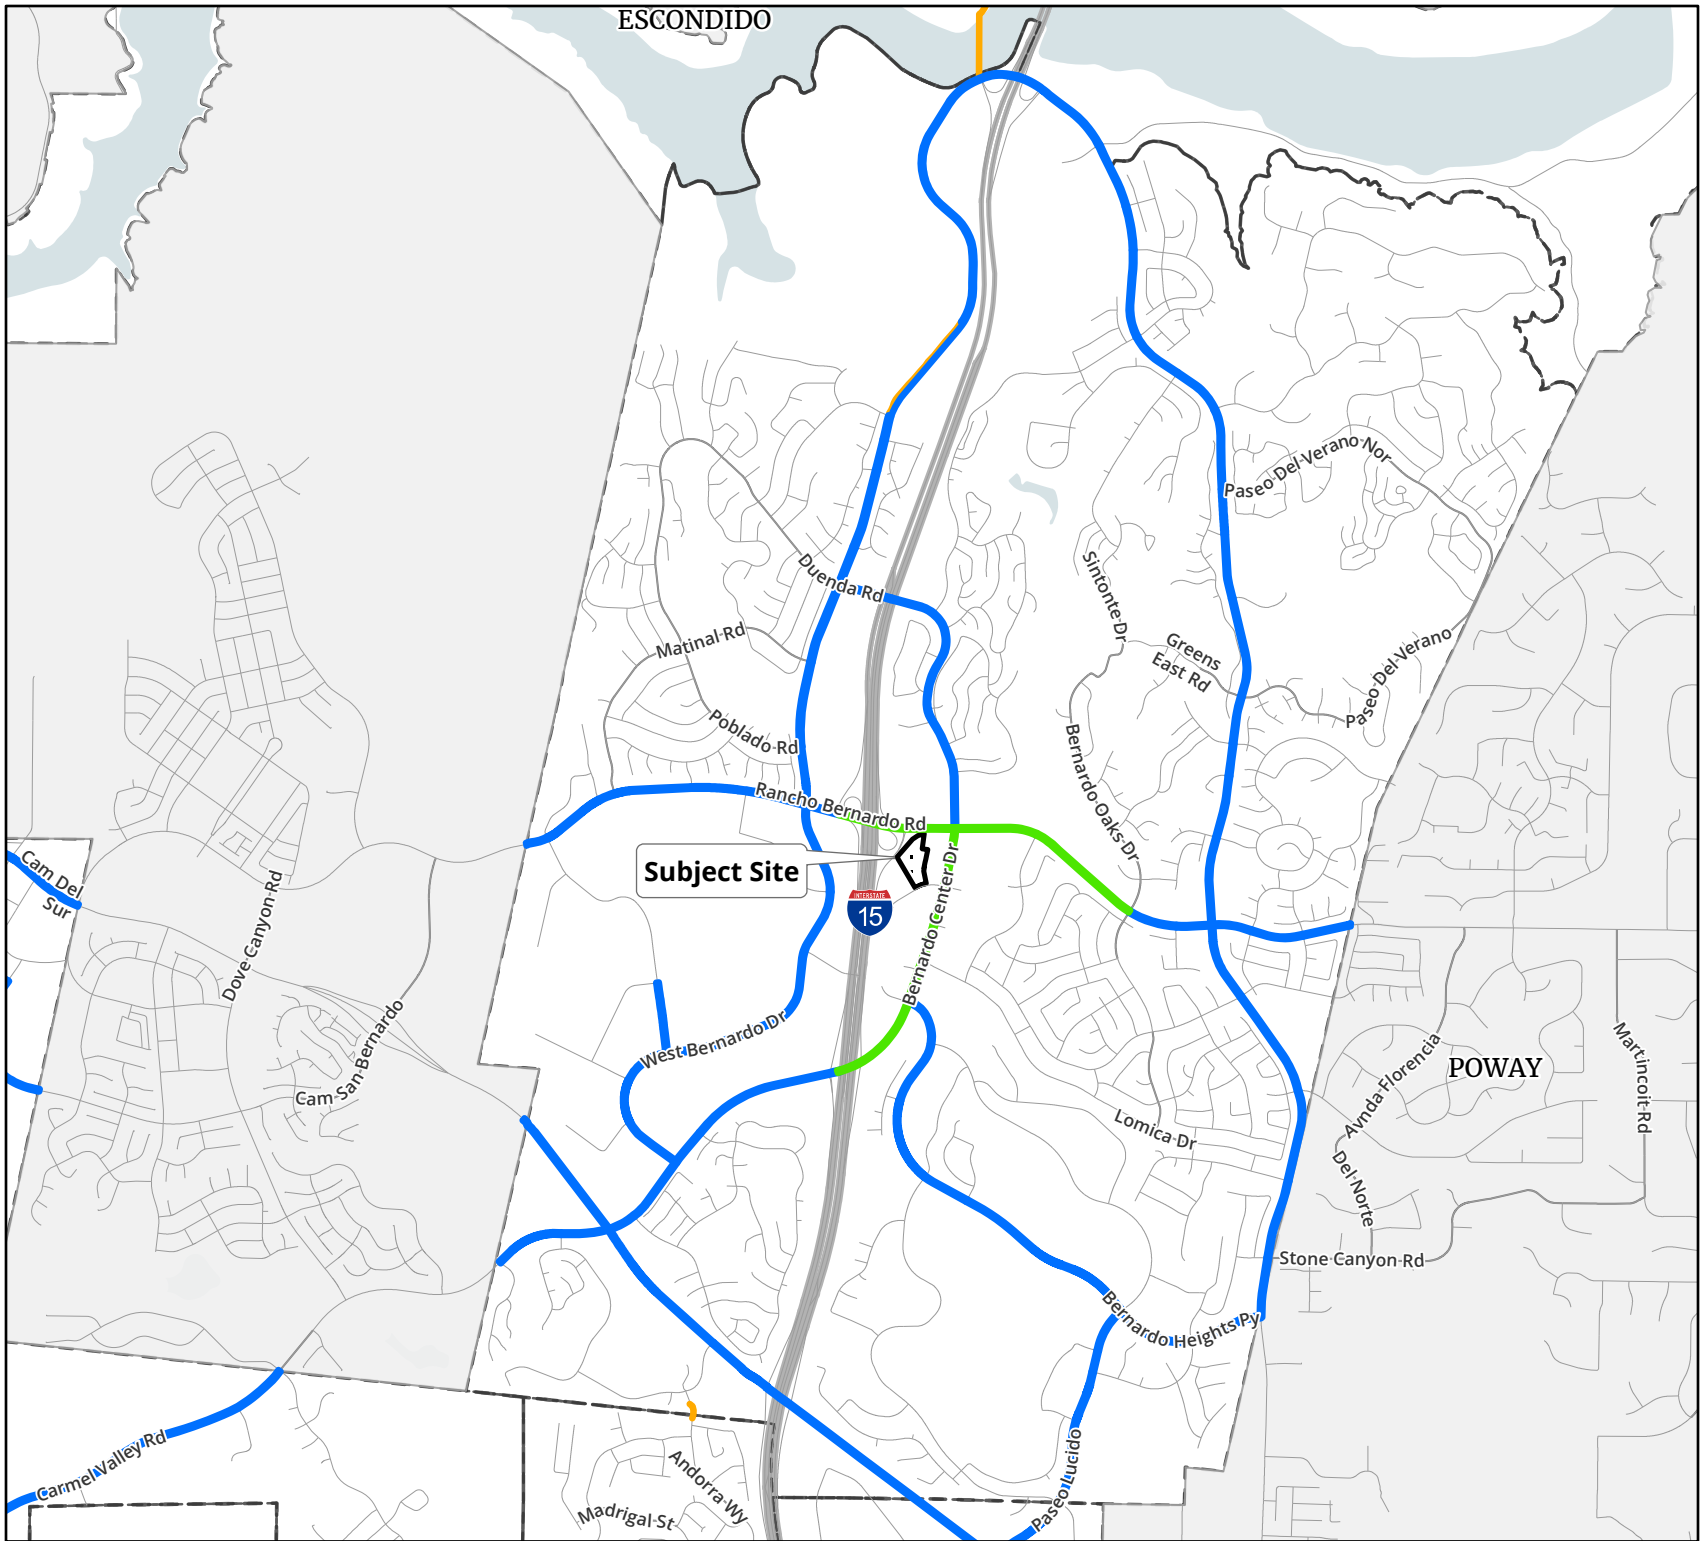 ESCONDIDO
Paseo Del Verano Nor
Duenda Rd
Sintonte Dr
Matinal Rd
Greens
East Rd
Paseo Del Verano
Poblado Rd
Bernardo Oaks Dr
Rancho Bernardo Rd
Subject Site
Cam Del
Sur
Dove Canyon Rd
INTERSTATE
15
Bernardo Center Dr
Cam San Bernardo
West Bernardo Dr
Avnda Florencia
POWAY
Martincoit Rd
Lomica Dr
Del Norte
Stone Canyon Rd
Bernardo Heights Py
Carmel Valley Rd
Andorra Wy
Madrigal St
Paseo Lucido